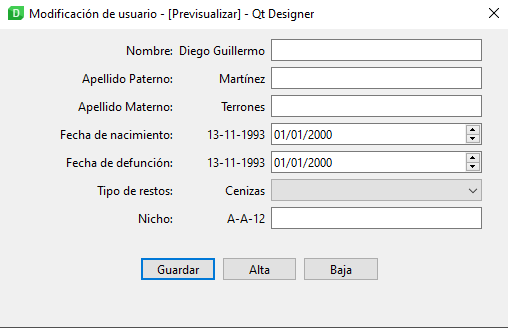 Modificación de usuario - [Previsualizar] - Qt Designer
Nombre: Diego Guillermo
Apellido Paterno: Martínez
Apellido Materno: Terrones
Fecha de nacimiento: 13-11-1993 01/01/2000
Fecha de defunción: 13-11-1993 01/01/2000
Tipo de restos: Cenizas
Nicho: A-A-12
Guardar Alta Baja